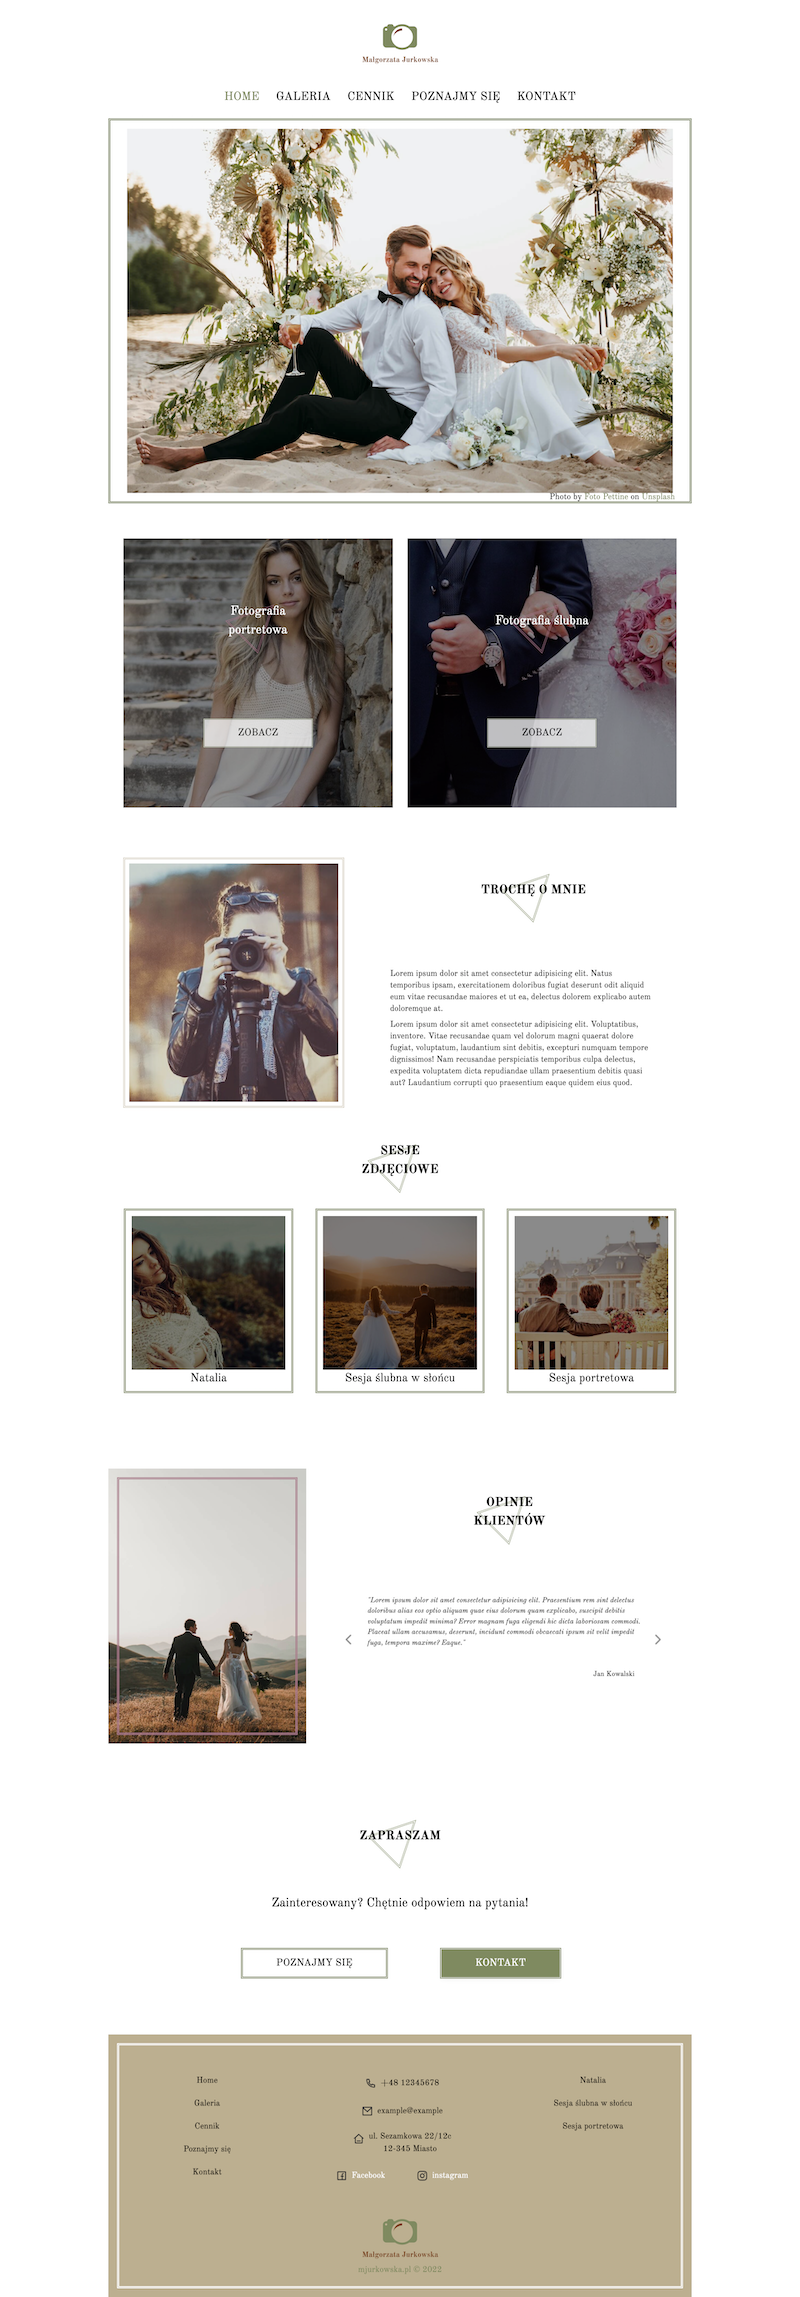 Małgorzata Jurkowska
HOME GALERIA CENNIK POZNAJMY SIĘ KONTAKT
Photo by Foto Pettine on Unsplash
Fotografia
portretowa
ZOBACZ
Fotografia ślubna
ZOBACZ
TROCHĘ O MNIE
Lorem ipsum dolor sit amet consectetur adipisicing elit. Natus
temporibus ipsam, exercitationem doloribus fugiat deserunt odit aliquid
eum vitae recusandae maiores et ut ea, delectus dolorem explicabo autem
doloremque at.
Lorem ipsum dolor sit amet consectetur adipisicing elit. Voluptatibus,
inventore. Vitae recusandae quam vel dolorum magni quaerat dolore
fugiat, voluptatum, laudantium sint debitis, excepturi numquam tempore
dignissimos! Nam recusandae perspiciatis temporibus culpa delectus,
expedita voluptatem dicta repudiandae ullam praesentium debitis quasi
aut? Laudantium corrupti quo praesentium eaque quidem eius quod.
SESJE
ZDJĘCIOWE
Natalia
Sesja ślubna w słońcu
Sesja portretowa
OPINIE
KLIENTÓW
"Lorem ipsum dolor sit amet consectetur adipisicing elit. Praesentium rem sint delectus
doloribus alias eos optio aliquam quae eius dolorum quam explicabo, suscipit debitis
voluptatum impedit minima? Error magnam fuga eligendi hic dicta laboriosam commodi.
Placeat ullam accusamus, deserunt, incidunt commodi obcaecati ipsum sit velit impedit
fuga, tempora maxime? Eaque."
Jan Kowalski
ZAPRASZAM
Zainteresowany? Chętnie odpowiem na pytania!
POZNAJMY SIĘ
KONTAKT
Home
Galeria
Cennik
Poznajmy się
Kontakt
+48 12345678
example@example
ul. Sezamkowa 22/12c
12-345 Miasto
Facebook
instagram
Natalia
Sesja ślubna w słońcu
Sesja portretowa
Małgorzata Jurkowska
mjurkowska.pl © 2022